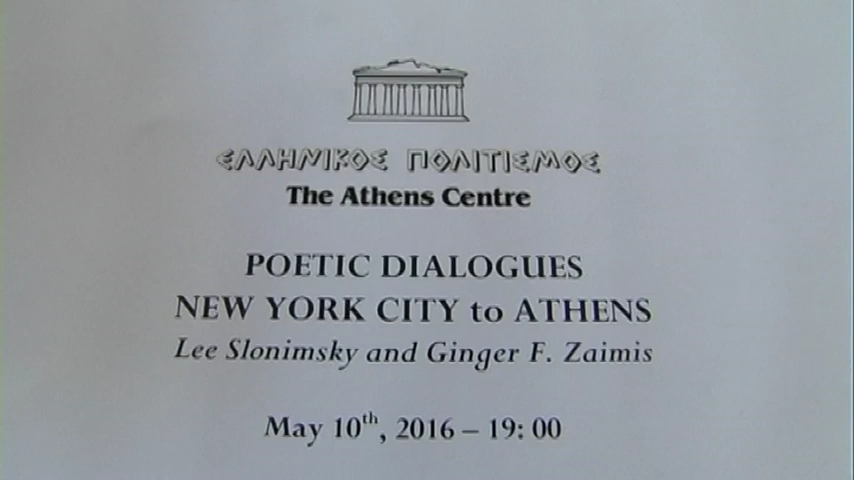 ΕΛΛΗΝΙΚΟΣ ΠΟΛΙΤΙΣΜΟΣ
The Athens Centre
POETIC DIALOGUES
NEW YORK CITY to ATHENS
Lee Slonimsky and Ginger F. Zaimis
May 10th, 2016 – 19: 00